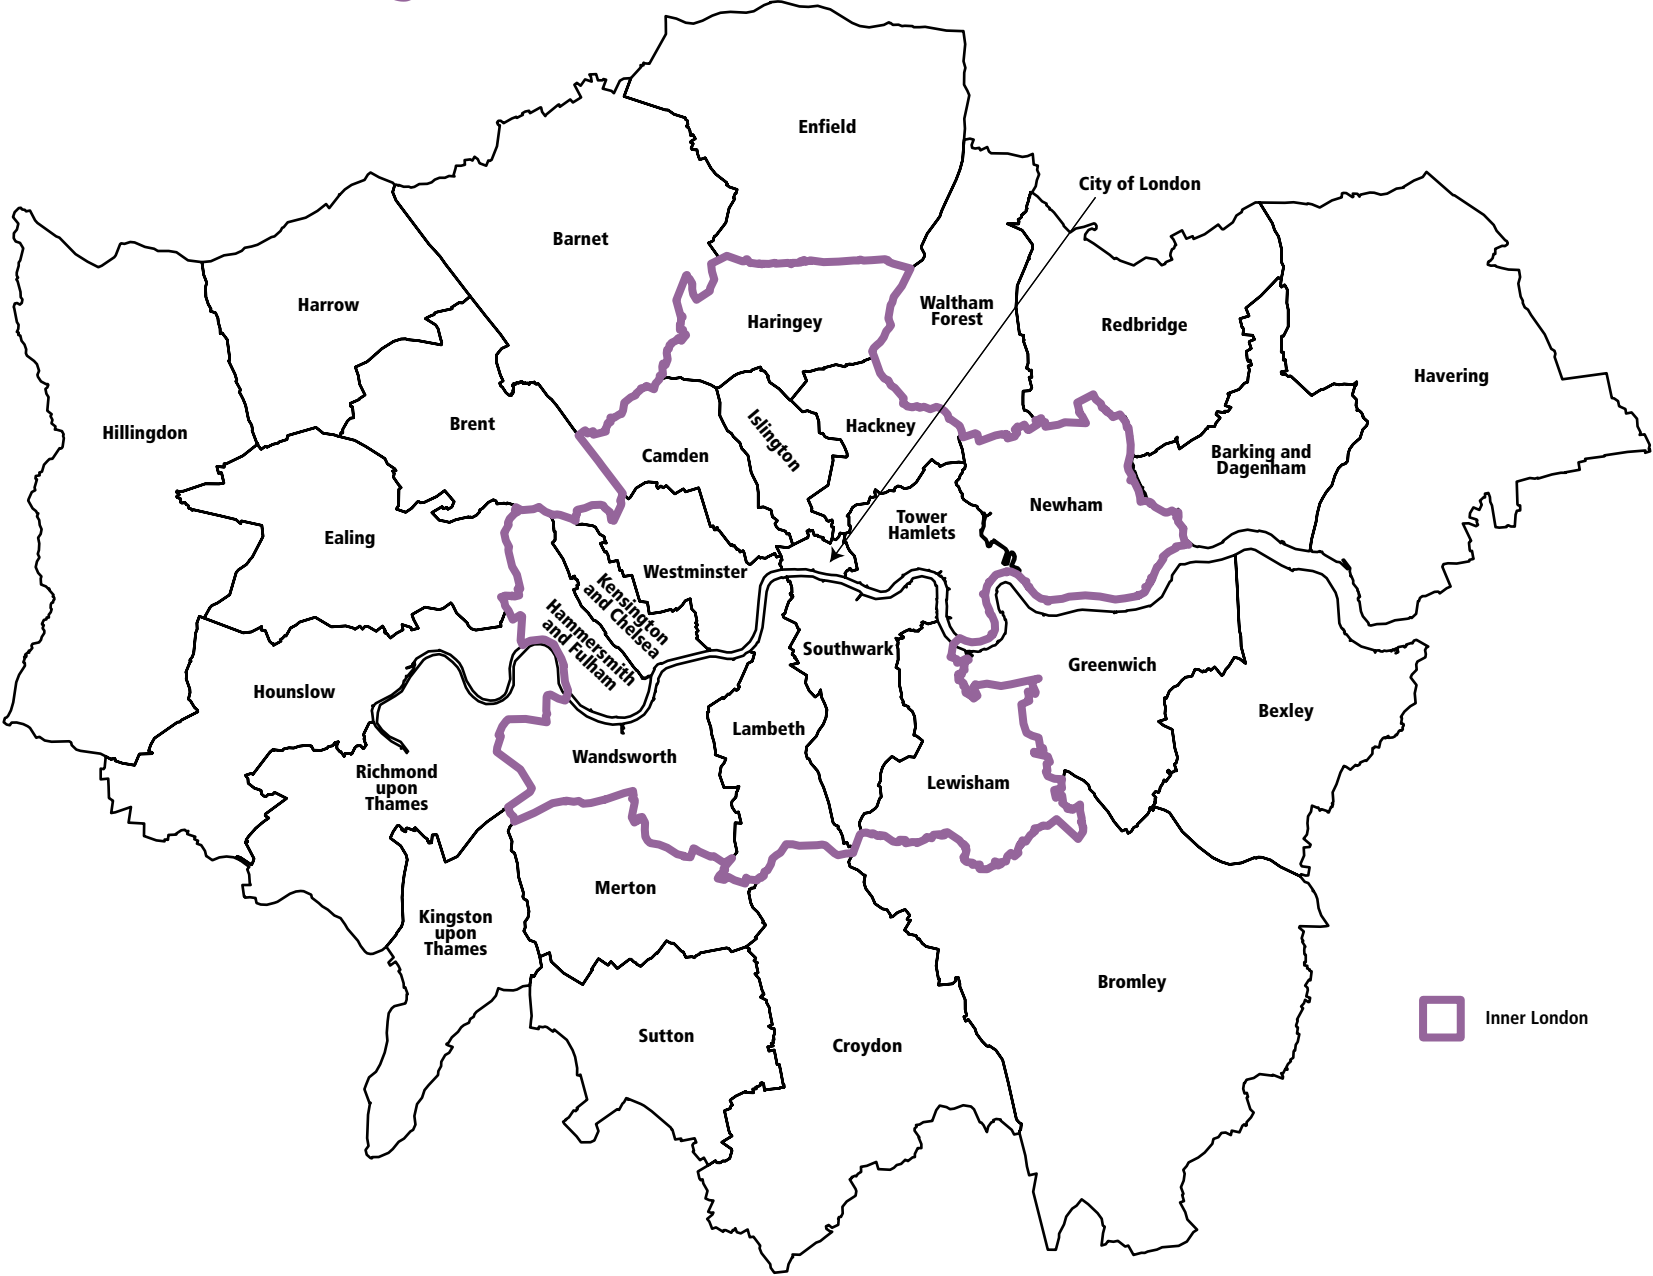 Enfield
City of London
Barnet
Harrow
Haringey
Waltham
Forest
Redbridge
Havering
Hillingdon
Brent
Camden
Islington
Hackney
Barking and
Dagenham
Newham
Ealing
Tower
Hamlets
Westminster
Kensington
and Chelsea
Hammersmith
and Fulham
Southwark
Greenwich
Hounslow
Bexley
Lambeth
Wandsworth
Richmond
upon
Thames
Lewisham
Merton
Kingston
upon
Thames
Bromley
Sutton
Croydon
Inner London